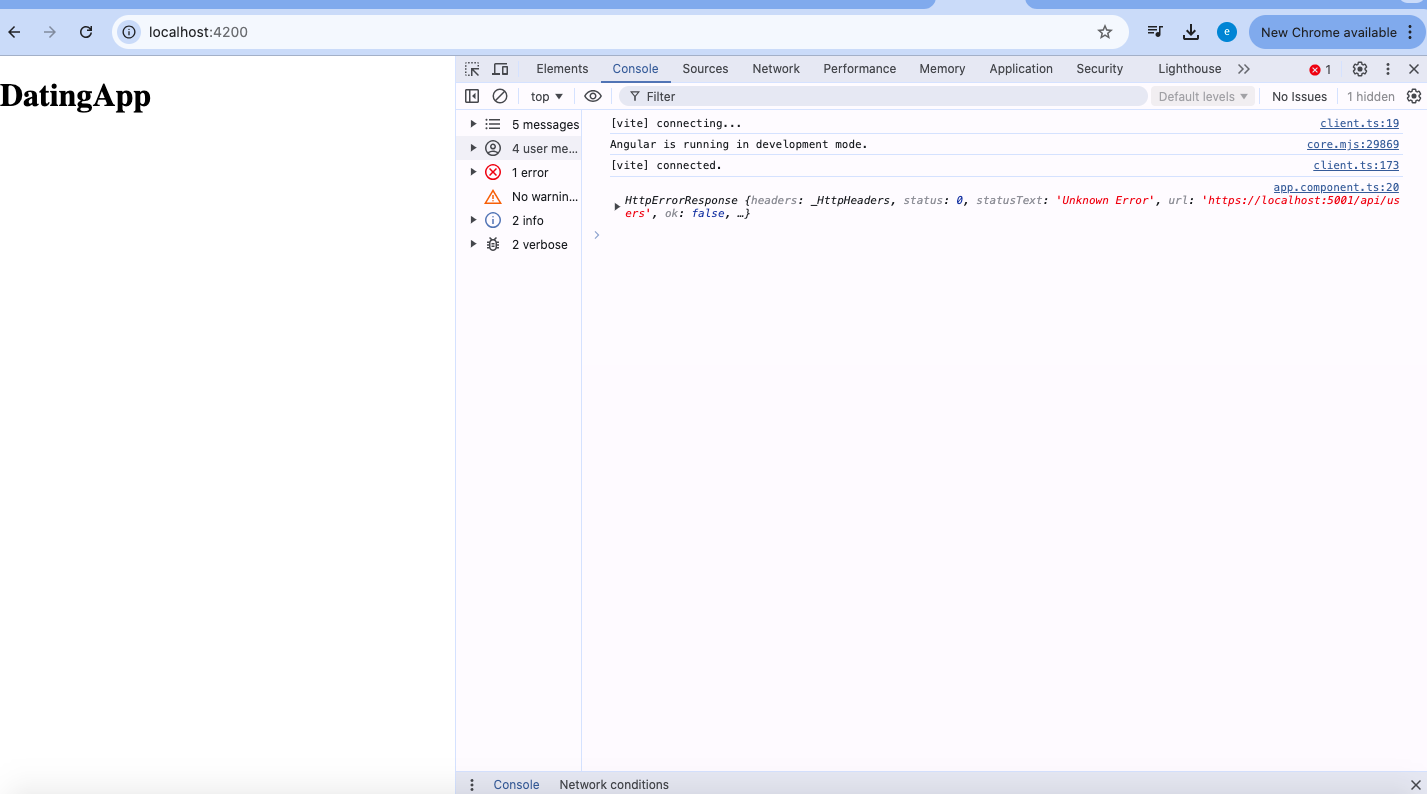 localhost:4200
e
New Chrome available
DatingApp
Elements Console Sources Network Performance Memory Application Security Lighthouse 1
top Filter Default levels No Issues 1 hidden
5 messages
4 user me...
1 error
No warnin...
2 info
2 verbose
[vite] connecting... client.ts:19
Angular is running in development mode. core.mjs:29869
[vite] connected. client.ts:173
app.component.ts:20
HttpErrorResponse {headers: _HttpHeaders, status: 0, statusText: 'Unknown Error', url: 'https://localhost:5001/api/us
ers', ok: false, …}
Console Network conditions